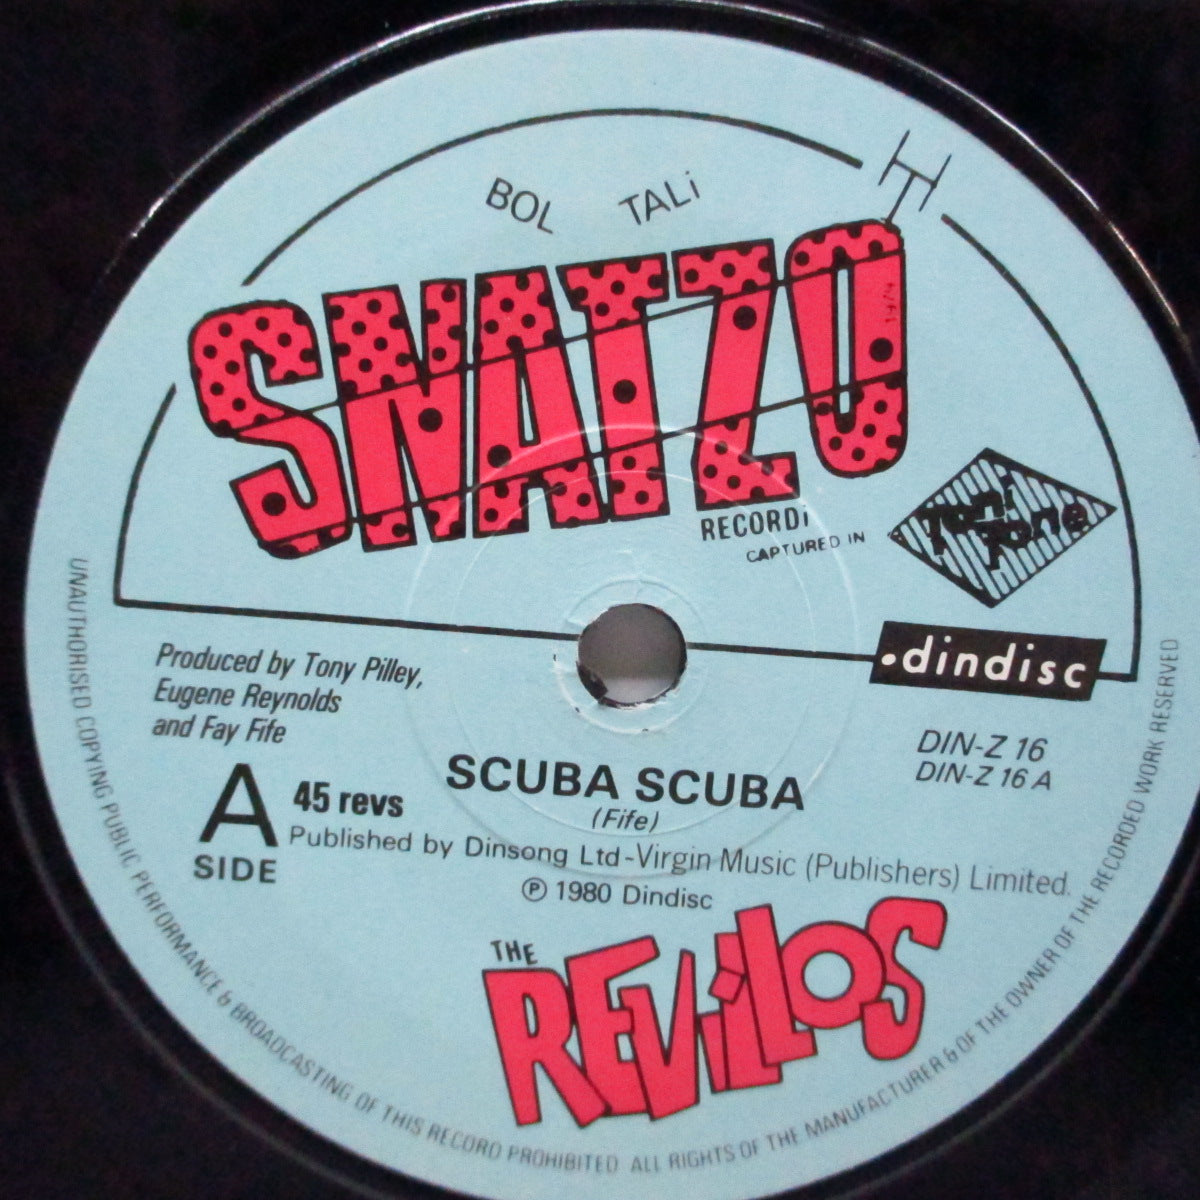 BOL TALi
SNATZO
1974
RECORDi
CAPTURED IN
Toni Tone
.dindisc
Produced by Tony Pilley,
Eugene Reynolds
and Fay Fife
DIN-Z 16
DIN-Z 16 A
A
SIDE
45 revs
SCUBA SCUBA
(Fife)
Published by Dinsong Ltd-Virgin Music (Publishers) Limited.
Ⓟ 1980 Dindisc
THE
REViLLOS
UNAUTHORISED COPYING PUBLIC PERFORMANCE & BROADCASTING OF THIS RECORD PROHIBITED ALL RIGHTS OF THE MANUFACTURER & OF THE OWNER OF THE RECORDED WORK RESERVED